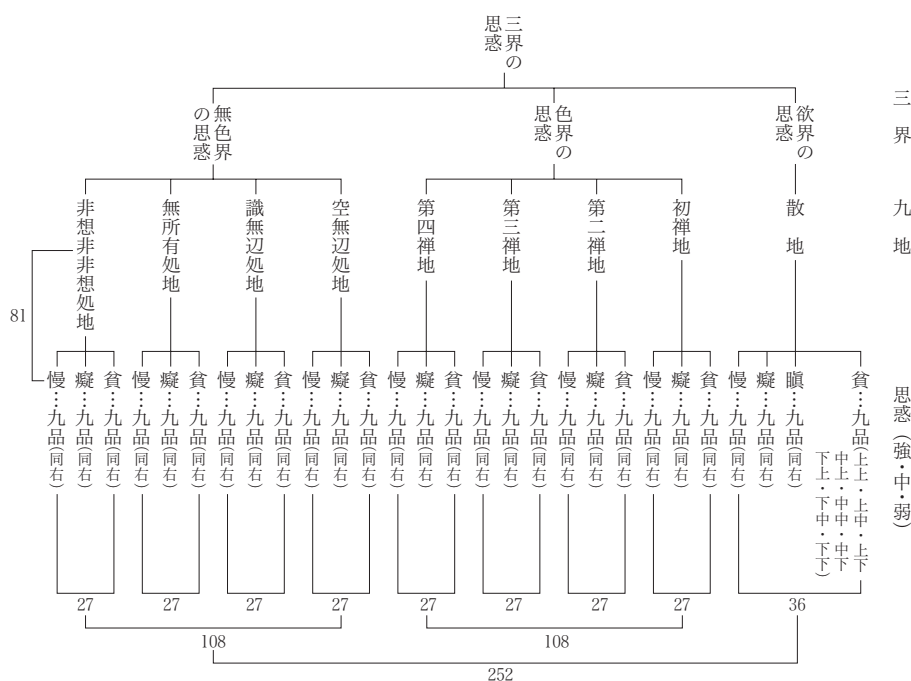 三界
九地
思惑（強・中・弱）
三界の
思惑
欲界の
思惑
色界の
思惑
無色界
の思惑
散地
初禅地
第二禅地
第三禅地
第四禅地
空無辺処地
識無辺処地
無所有処地
非想非非想処地
貪…九品（上上・上中・上下
中上・中中・中下
下上・下中・下下）
瞋…九品（同右）
癡…九品（同右）
慢…九品（同右）
貪…九品（同右）
癡…九品（同右）
慢…九品（同右）
貪…九品（同右）
癡…九品（同右）
慢…九品（同右）
貪…九品（同右）
癡…九品（同右）
慢…九品（同右）
貪…九品（同右）
癡…九品（同右）
慢…九品（同右）
貪…九品（同右）
癡…九品（同右）
慢…九品（同右）
貪…九品（同右）
癡…九品（同右）
慢…九品（同右）
貪…九品（同右）
癡…九品（同右）
慢…九品（同右）
貪…九品（同右）
癡…九品（同右）
慢…九品（同右）
81
36
27
27
27
27
27
27
27
27
108
108
252